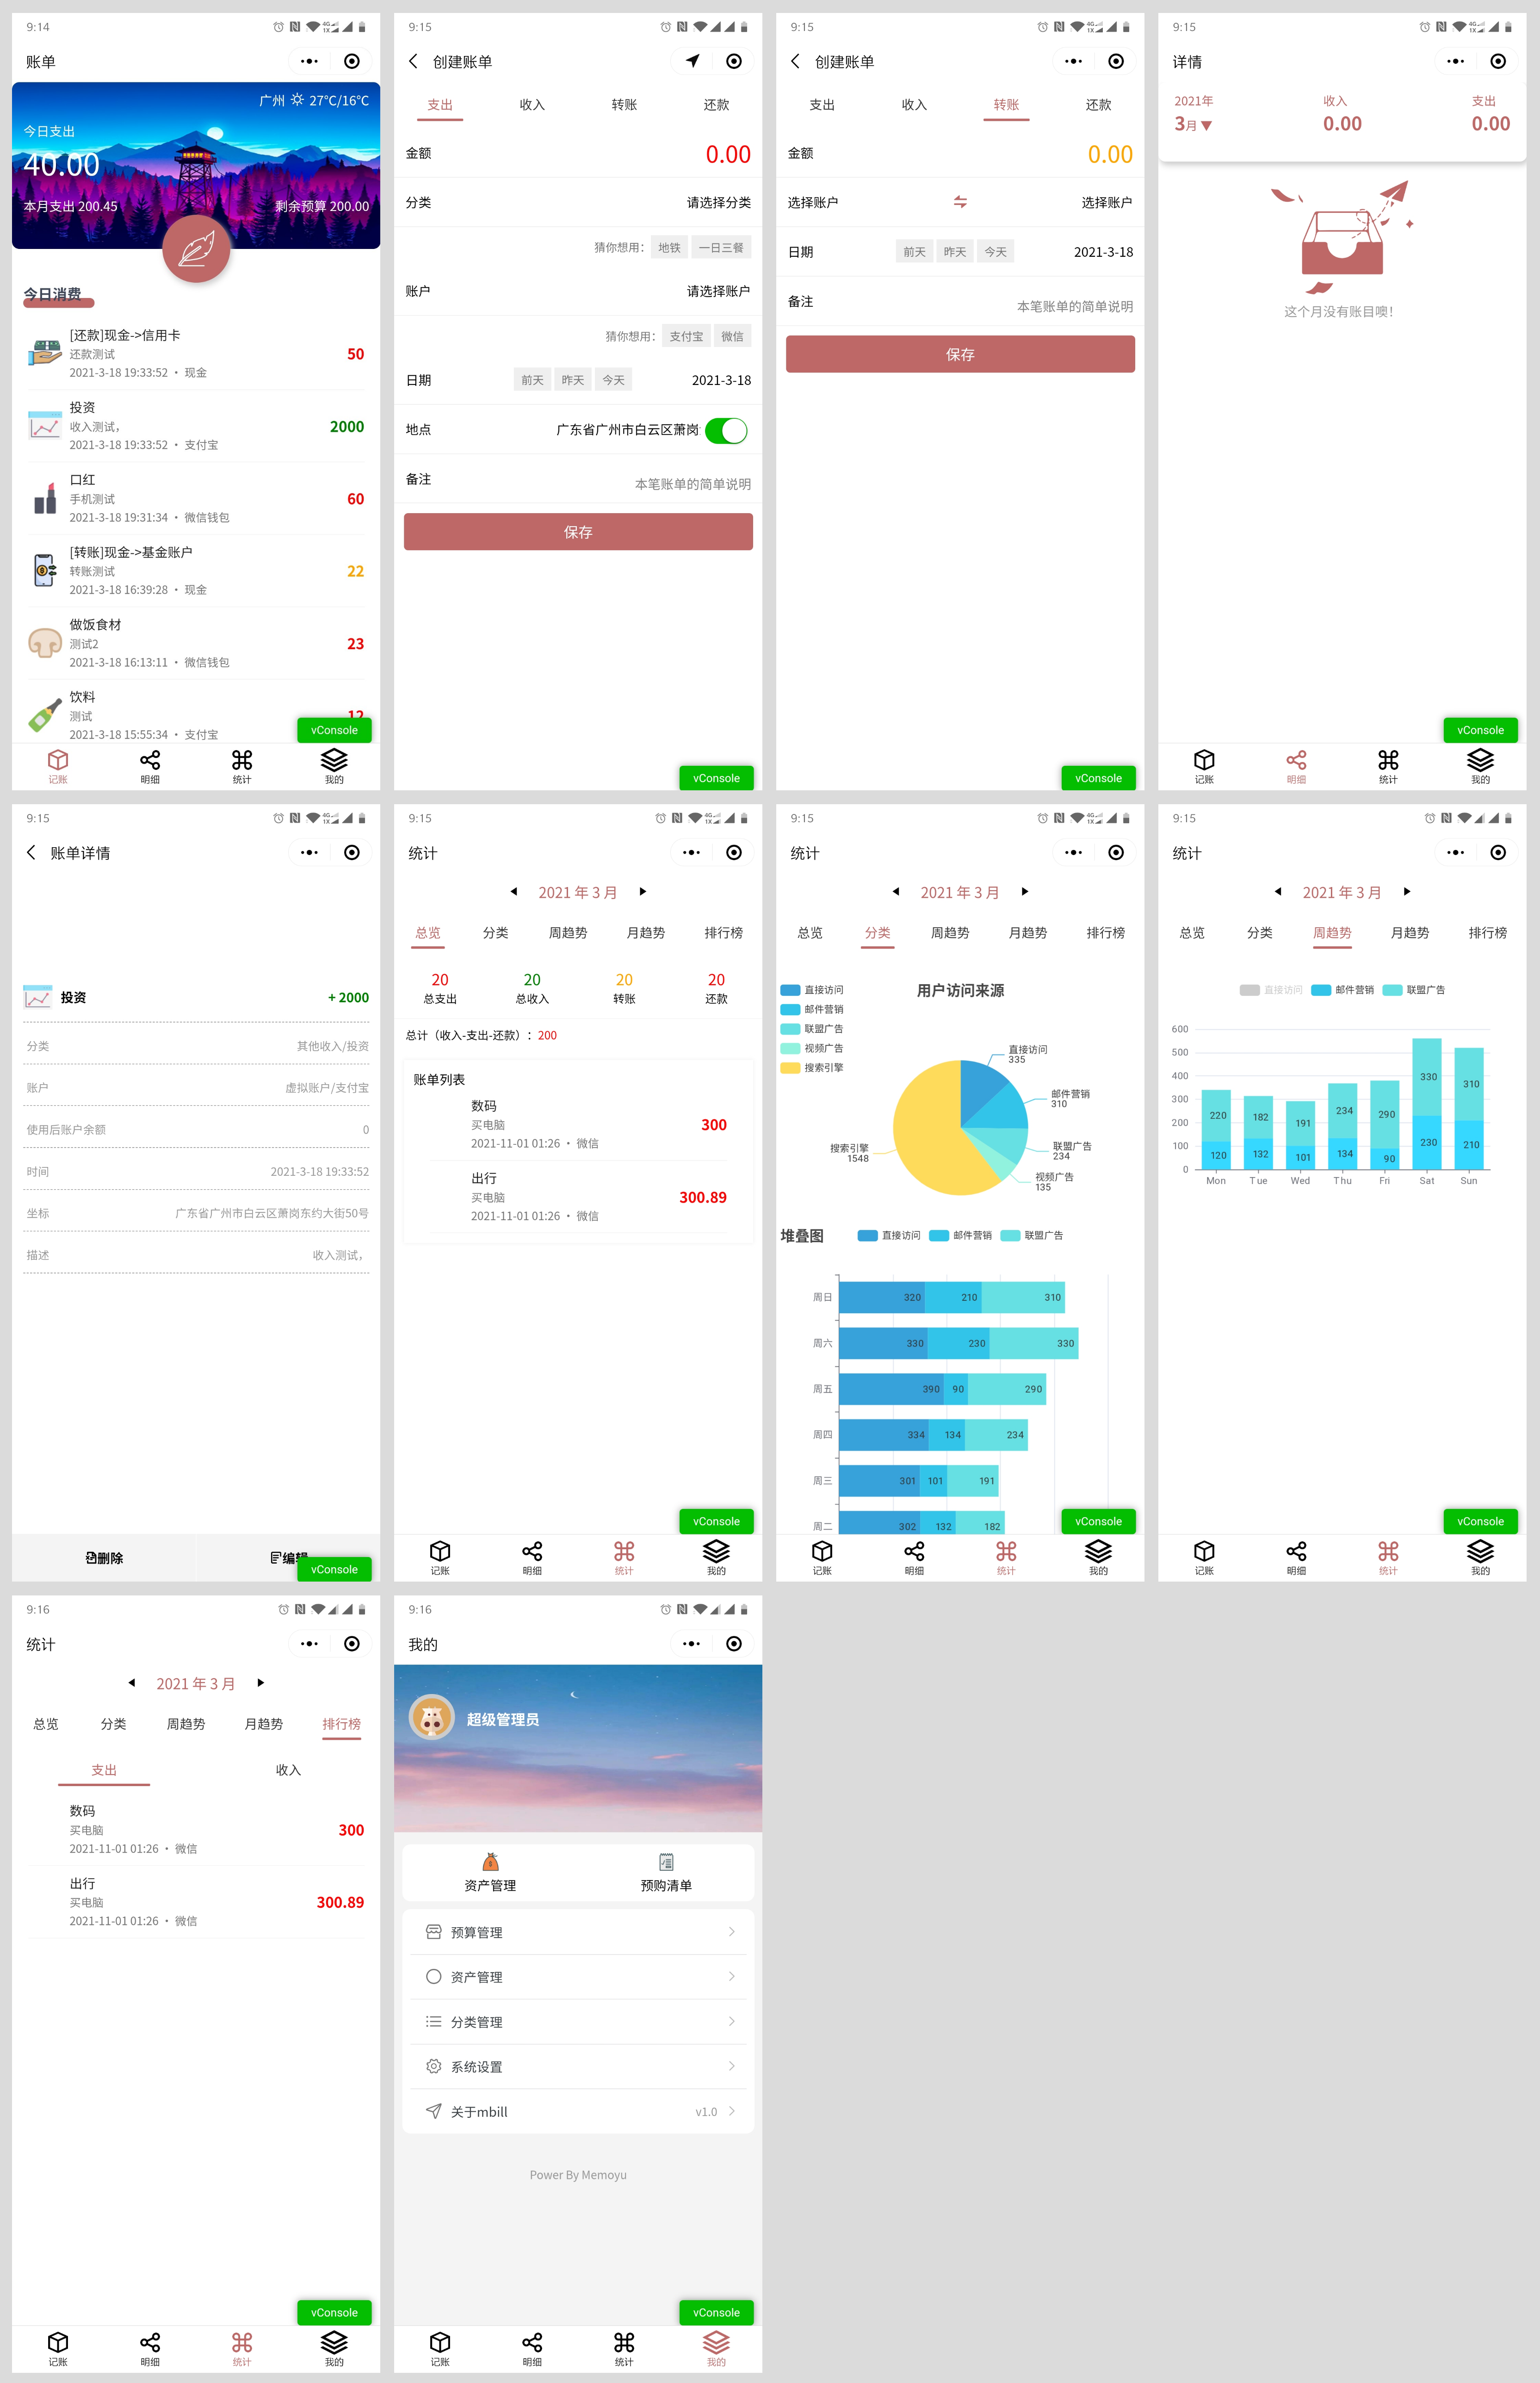 9:14
账单
广州 27℃/16℃
今日支出
40.00
本月支出 200.45 剩余预算 200.00
今日消费
[还款]现金->信用卡
还款测试
50
2021-3-18 19:33:52 • 现金
投资
收入测试,
2000
2021-3-18 19:33:52 • 支付宝
口红
手机测试
60
2021-3-18 19:31:34 • 微信钱包
[转账]现金->基金账户
转账测试
22
2021-3-18 16:39:28 • 现金
做饭食材
测试2
23
2021-3-18 16:13:11 • 微信钱包
饮料
测试
12
2021-3-18 15:55:34 • 支付宝
vConsole
记账 明细 统计 我的
9:15
创建账单
支出 收入 转账 还款
金额 0.00
分类 请选择分类
猜你想用: 地铁 一日三餐
账户 请选择账户
猜你想用: 支付宝 微信
日期 前天 昨天 今天 2021-3-18
地点 广东省广州市白云区萧岗
备注 本笔账单的简单说明
保存
vConsole
9:15
创建账单
支出 收入 转账 还款
金额 0.00
选择账户 选择账户
日期 前天 昨天 今天 2021-3-18
备注 本笔账单的简单说明
保存
vConsole
9:15
详情
2021年 收入 支出
3月 0.00 0.00
这个月没有账目噢!
vConsole
记账 明细 统计 我的
9:15
账单详情
投资 + 2000
分类 其他收入/投资
账户 虚拟账户/支付宝
使用后账户余额 0
时间 2021-3-18 19:33:52
坐标 广东省广州市白云区萧岗东约大街50号
描述 收入测试,
删除 编辑
vConsole
9:15
统计
2021 年 3 月
总览 分类 周趋势 月趋势 排行榜
20 20 20 20
总支出 总收入 转账 还款
总计（收入-支出-还款）: 200
账单列表
数码
买电脑
300
2021-11-01 01:26 • 微信
出行
买电脑
300.89
2021-11-01 01:26 • 微信
vConsole
记账 明细 统计 我的
9:15
统计
2021 年 3 月
总览 分类 周趋势 月趋势 排行榜
用户访问来源
直接访问
邮件营销
联盟广告
视频广告
搜索引擎
直接访问
335
邮件营销
310
联盟广告
234
视频广告
135
搜索引擎
1548
堆叠图 直接访问 邮件营销 联盟广告
周日 320 210 310
周六 330 230 330
周五 390 90 290
周四 334 134 234
周三 301 101 191
周二 302 132 182
vConsole
记账 明细 统计 我的
9:15
统计
2021 年 3 月
总览 分类 周趋势 月趋势 排行榜
直接访问 邮件营销 联盟广告
600
500
400
300
200
100
0
220 182 191 234 290 330 310
120 132 101 134 90 230 210
Mon Tue Wed Thu Fri Sat Sun
vConsole
记账 明细 统计 我的
9:16
统计
2021 年 3 月
总览 分类 周趋势 月趋势 排行榜
支出 收入
数码
买电脑
300
2021-11-01 01:26 • 微信
出行
买电脑
300.89
2021-11-01 01:26 • 微信
vConsole
记账 明细 统计 我的
9:16
我的
超级管理员
资产管理 预购清单
预算管理
资产管理
分类管理
系统设置
关于mbill v1.0
Power By Memoyu
vConsole
记账 明细 统计 我的